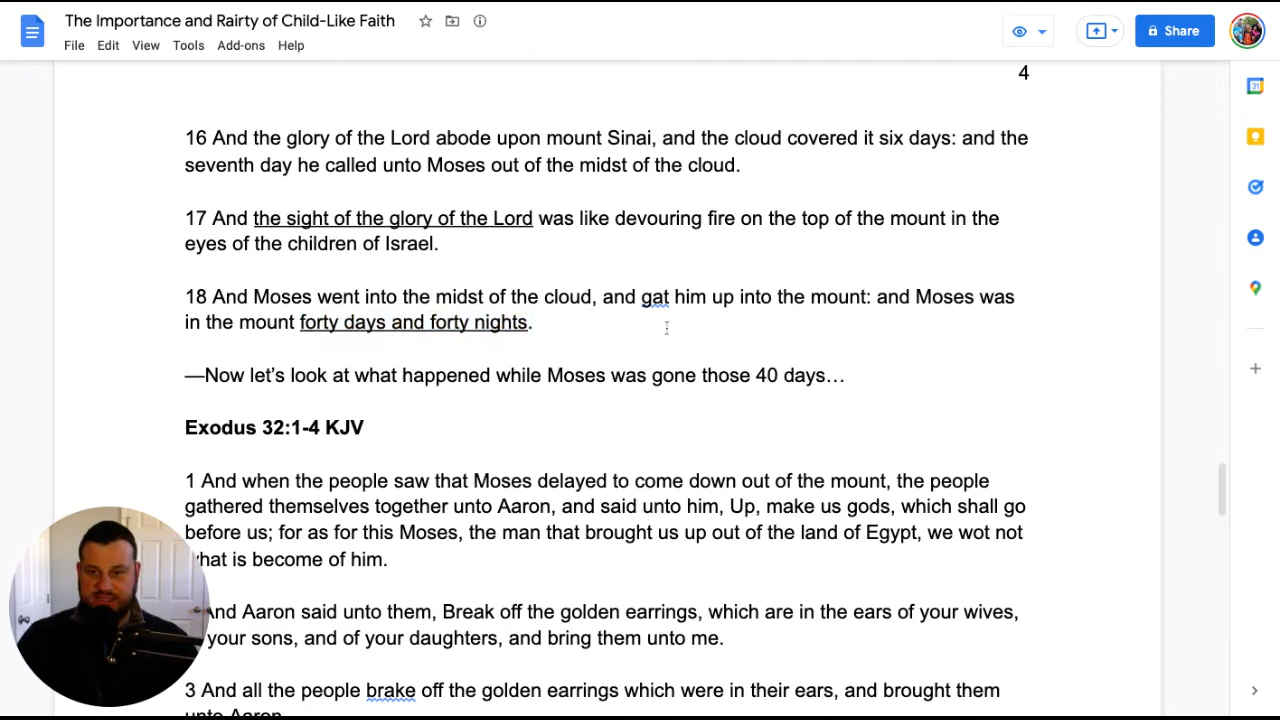 The Importance and Rairty of Child-Like Faith
File Edit View Tools Add-ons Help
Share
31
4
16 And the glory of the Lord abode upon mount Sinai, and the cloud covered it six days: and the
seventh day he called unto Moses out of the midst of the cloud.
17 And the sight of the glory of the Lord was like devouring fire on the top of the mount in the
eyes of the children of Israel.
18 And Moses went into the midst of the cloud, and gat him up into the mount: and Moses was
in the mount forty days and forty nights.
—Now let’s look at what happened while Moses was gone those 40 days…
Exodus 32:1-4 KJV
1 And when the people saw that Moses delayed to come down out of the mount, the people
gathered themselves together unto Aaron, and said unto him, Up, make us gods, which shall go
before us; for as for this Moses, the man that brought us up out of the land of Egypt, we wot not
what is become of him.
And Aaron said unto them, Break off the golden earrings, which are in the ears of your wives,
your sons, and of your daughters, and bring them unto me.
3 And all the people brake off the golden earrings which were in their ears, and brought them
unto Aaron.